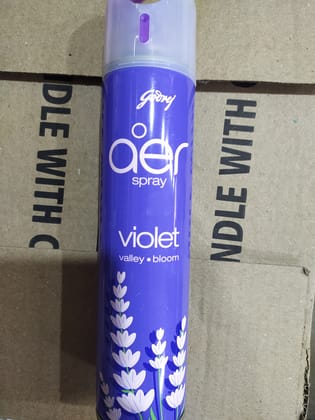 Godrej
aer
spray
violet
valley • bloom
NDLE WITH C
NDLE WITH